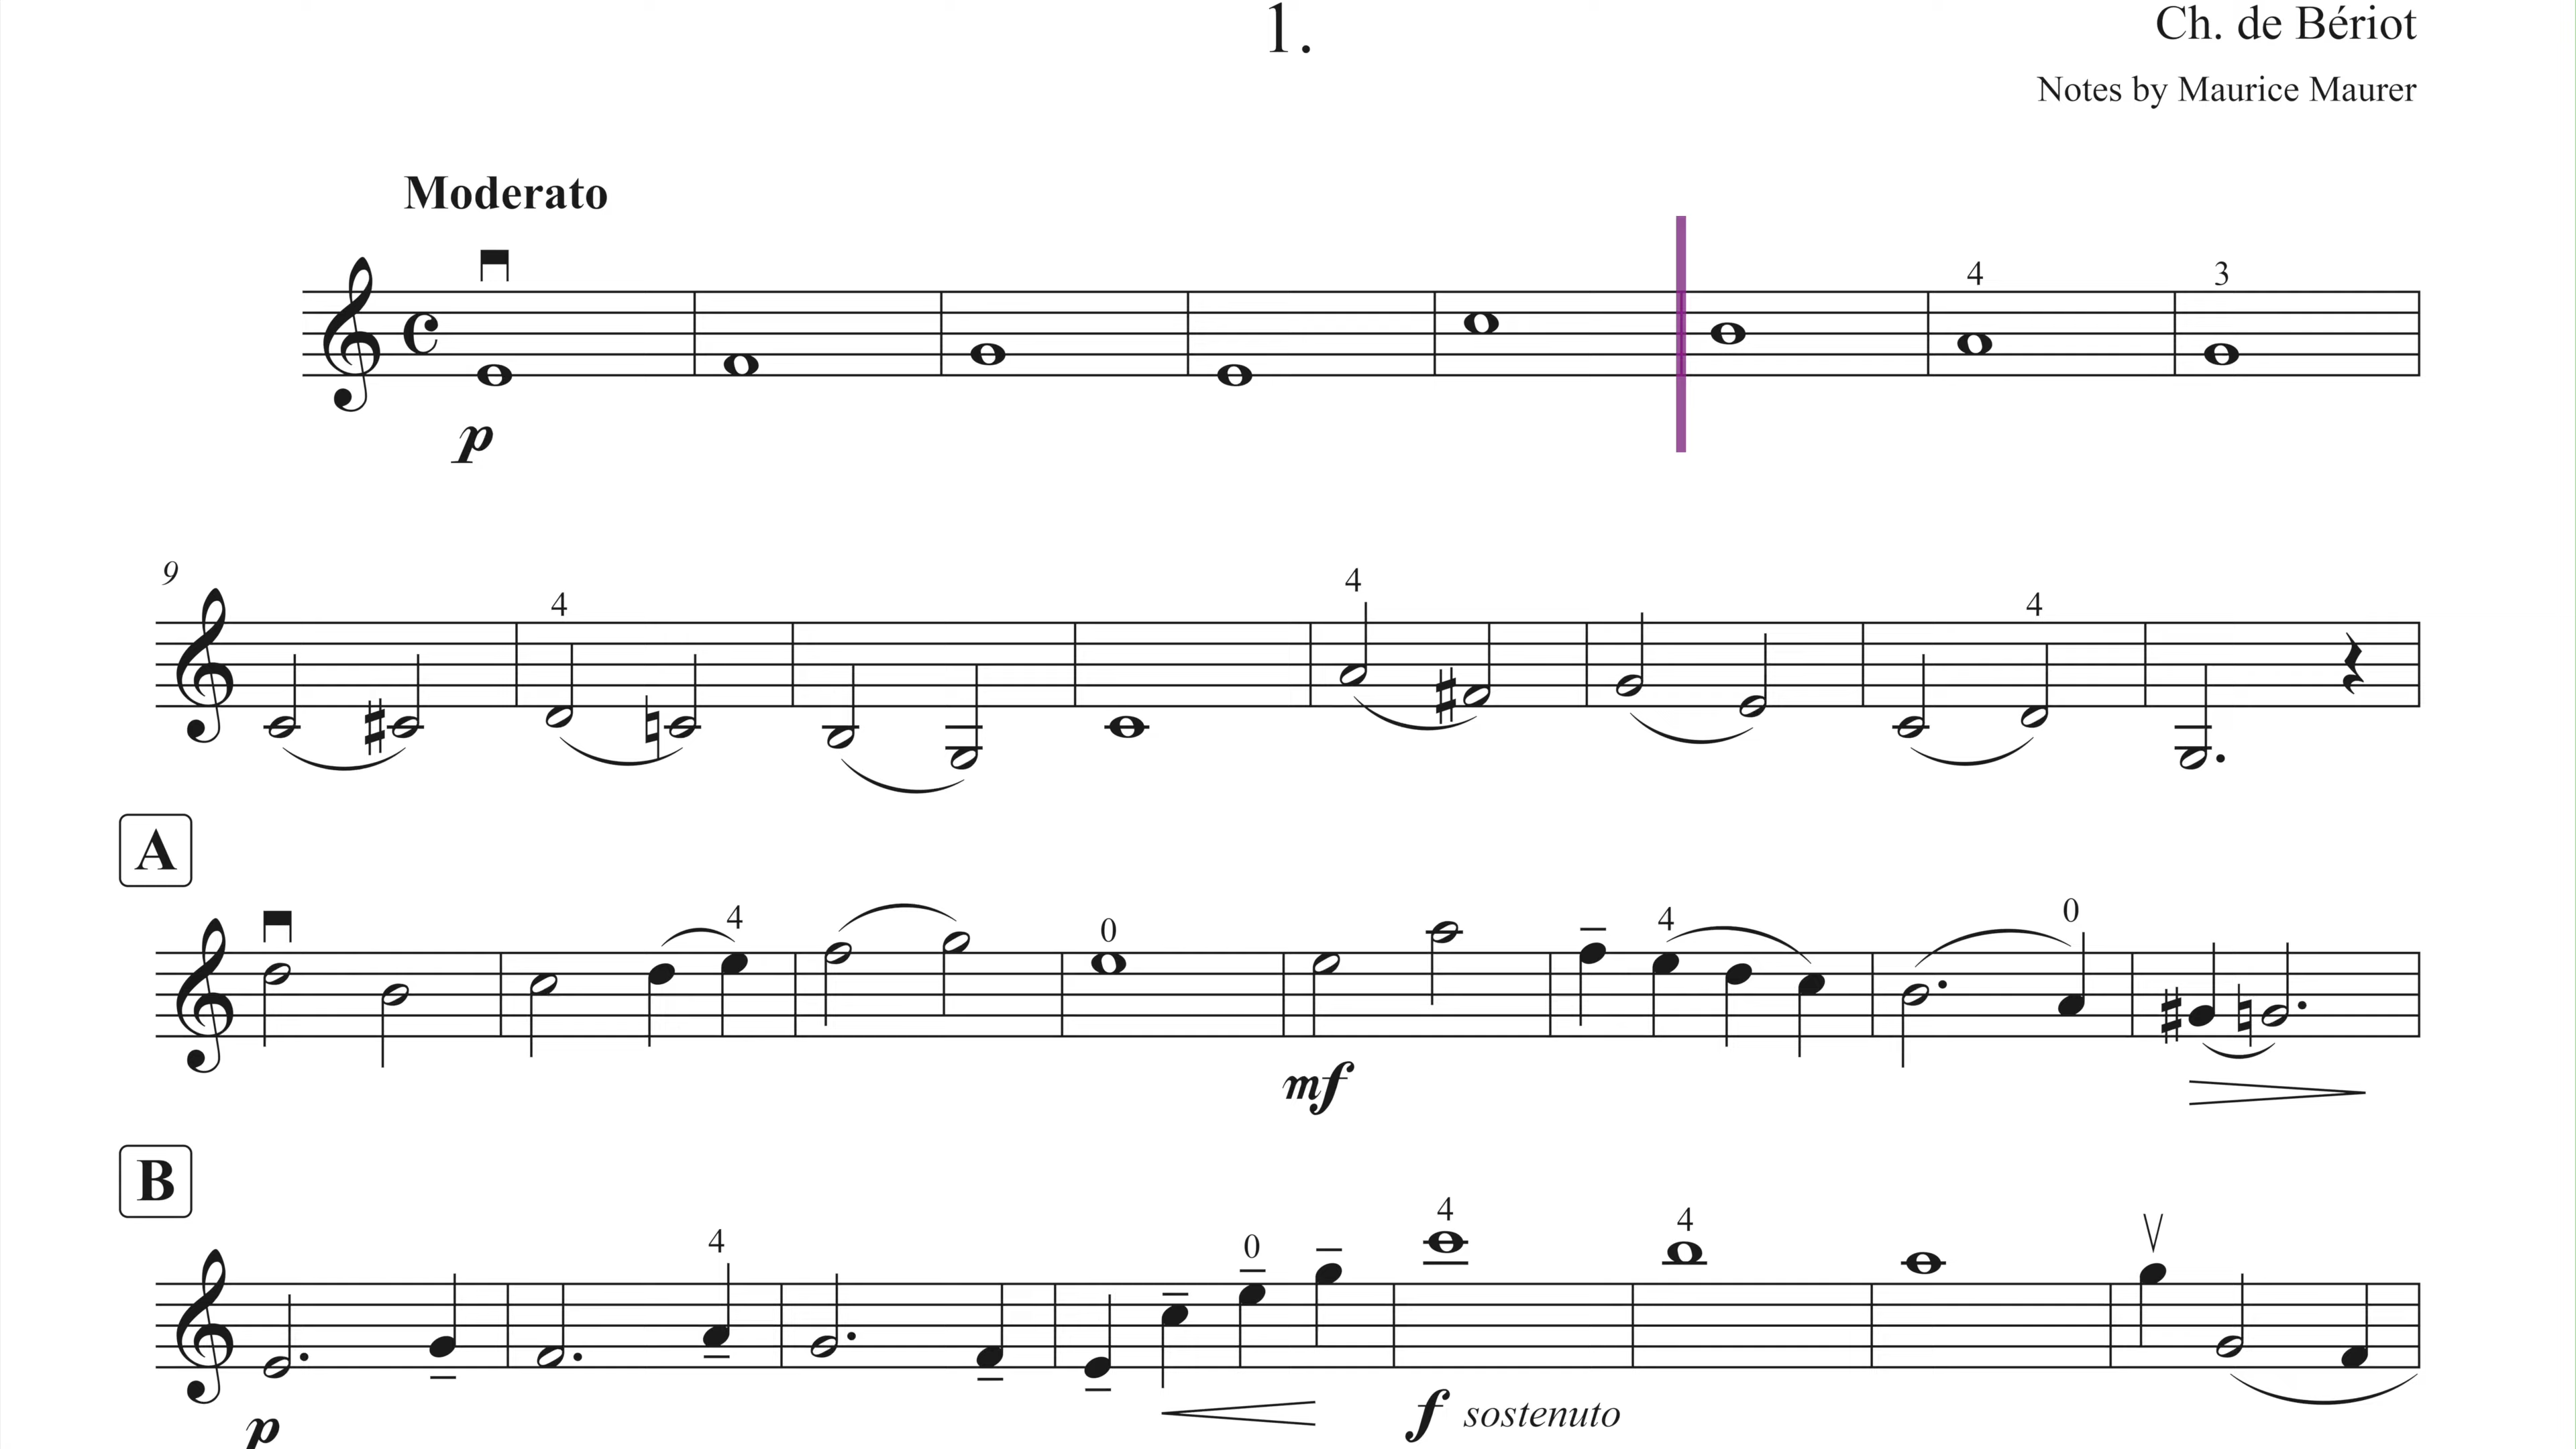 1.
Ch. de Bériot
Notes by Maurice Maurer
Moderato
4 3
p
9
4 4 4
A
4 0 4 0
mf
B
4 0 4 4
p f sostenuto